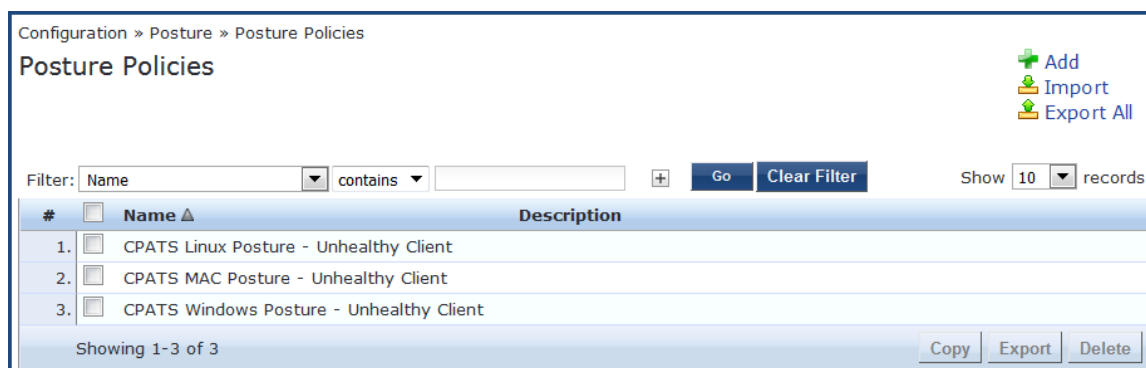 Configuration » Posture » Posture Policies
Posture Policies
Add
Import
Export All
Filter: Name contains Go Clear Filter Show 10 records
# Name Description
1. CPATS Linux Posture - Unhealthy Client
2. CPATS MAC Posture - Unhealthy Client
3. CPATS Windows Posture - Unhealthy Client
Showing 1-3 of 3 Copy Export Delete